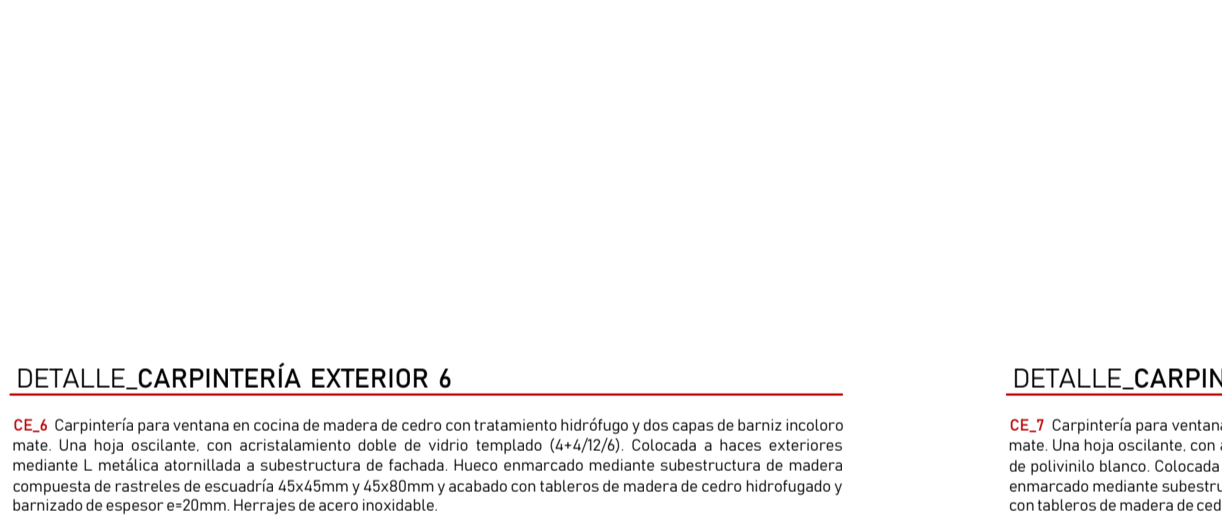 DETALLE_CARPINTERÍA EXTERIOR 6
CE_6 Carpintería para ventana en cocina de madera de cedro con tratamiento hidrófugo y dos capas de barniz incoloro
mate. Una hoja oscilante, con acristalamiento doble de vidrio templado (4+4/12/6). Colocada a haces exteriores
mediante L metálica atornillada a subestructura de fachada. Hueco enmarcado mediante subestructura de madera
compuesta de rastreles de escuadría 45x45mm y 45x80mm y acabado con tableros de madera de cedro hidrofugado y
barnizado de espesor e=20mm. Herrajes de acero inoxidable.
DETALLE_CARPIN
CE_7 Carpintería para ventan
mate. Una hoja oscilante, con
de polivinilo blanco. Colocada
enmarcado mediante subestru
con tableros de madera de ced